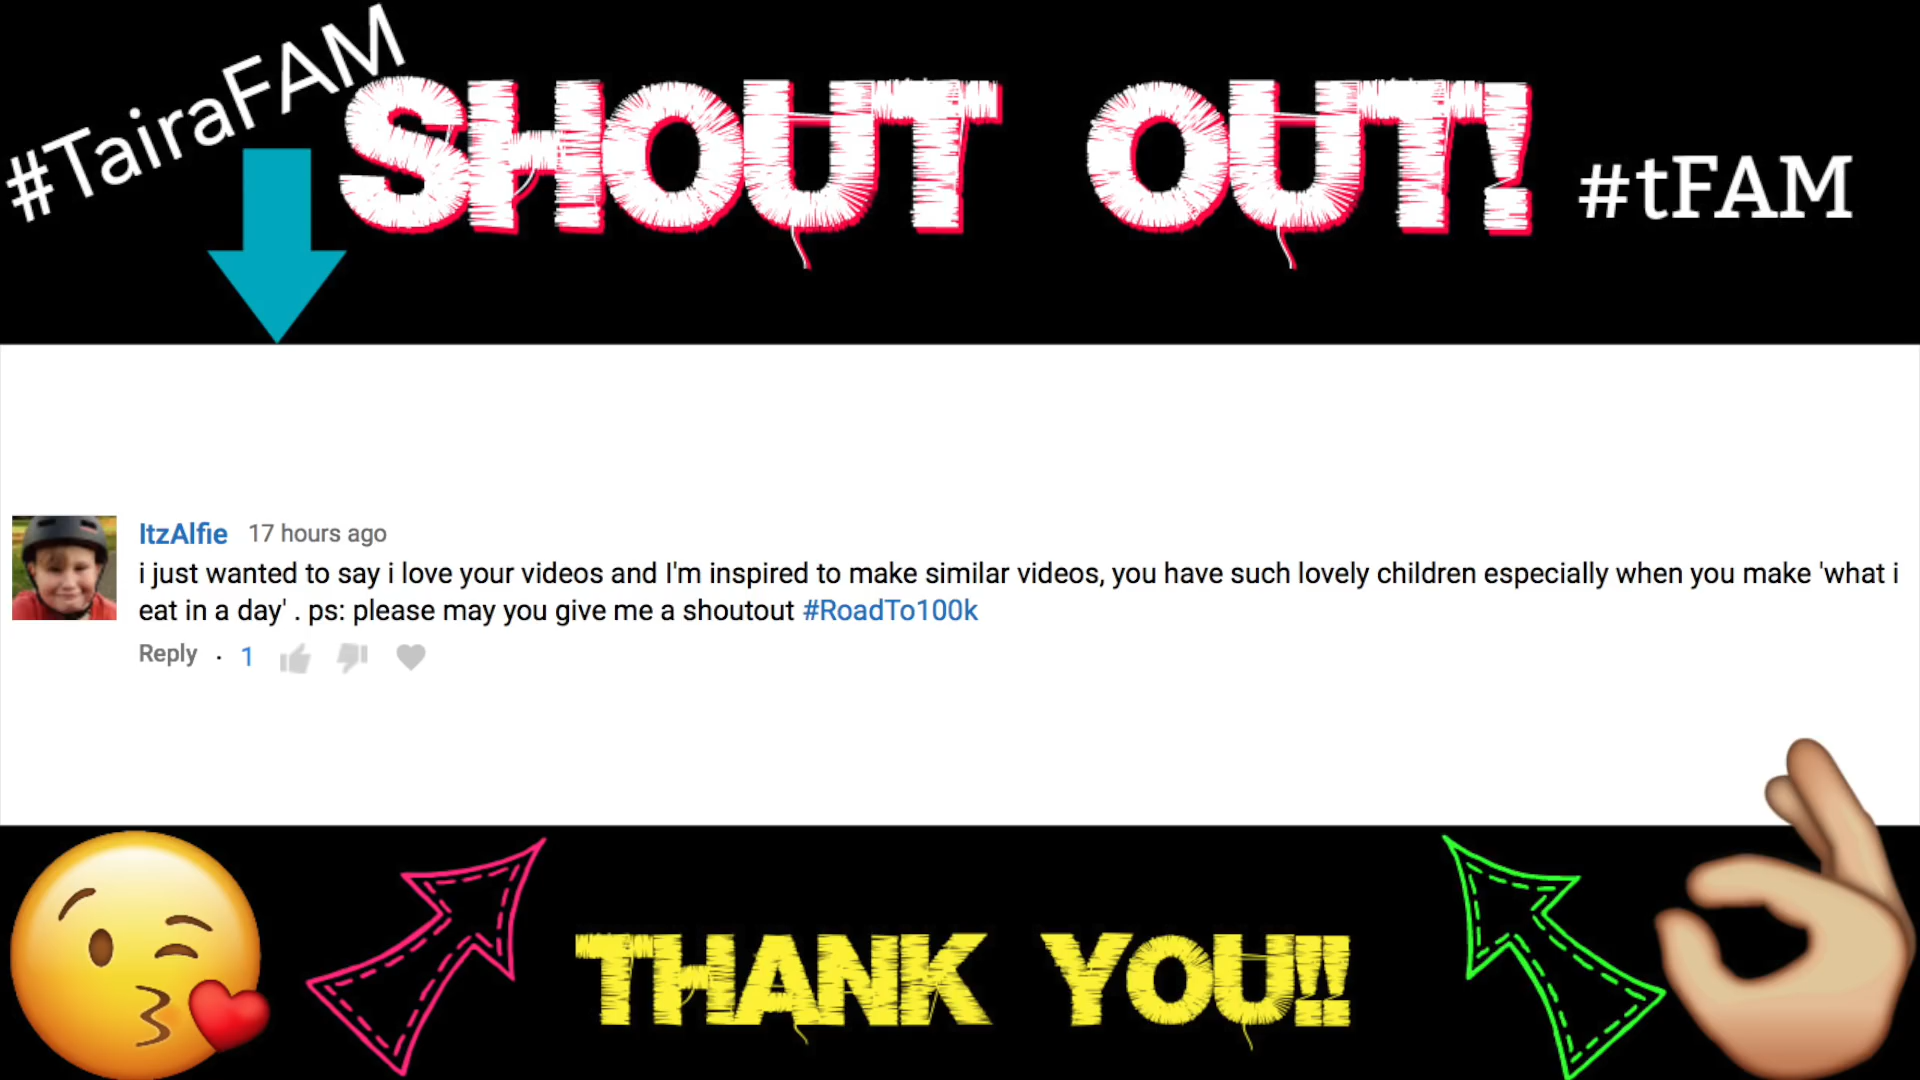 #TairaFAM
SHOUT OUT!
#tFAM
ItzAlfie 17 hours ago
i just wanted to say i love your videos and I'm inspired to make similar videos, you have such lovely children especially when you make 'what i
eat in a day' . ps: please may you give me a shoutout #RoadTo100k
Reply · 1
THANK YOU!!